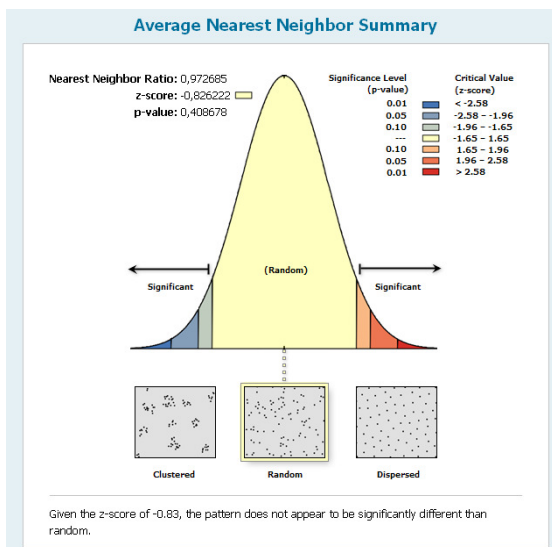 Average Nearest Neighbor Summary
Nearest Neighbor Ratio: 0,972685
z-score: -0,826222
p-value: 0,408678
Significance Level Critical Value
(p-value) (z-score)
0.01 < -2.58
0.05 -2.58 – -1.96
0.10 -1.96 – -1.65
--- -1.65 – 1.65
0.10 1.65 – 1.96
0.05 1.96 – 2.58
0.01 > 2.58
(Random)
Significant Significant
Clustered Random Dispersed
Given the z-score of -0.83, the pattern does not appear to be significantly different than
random.